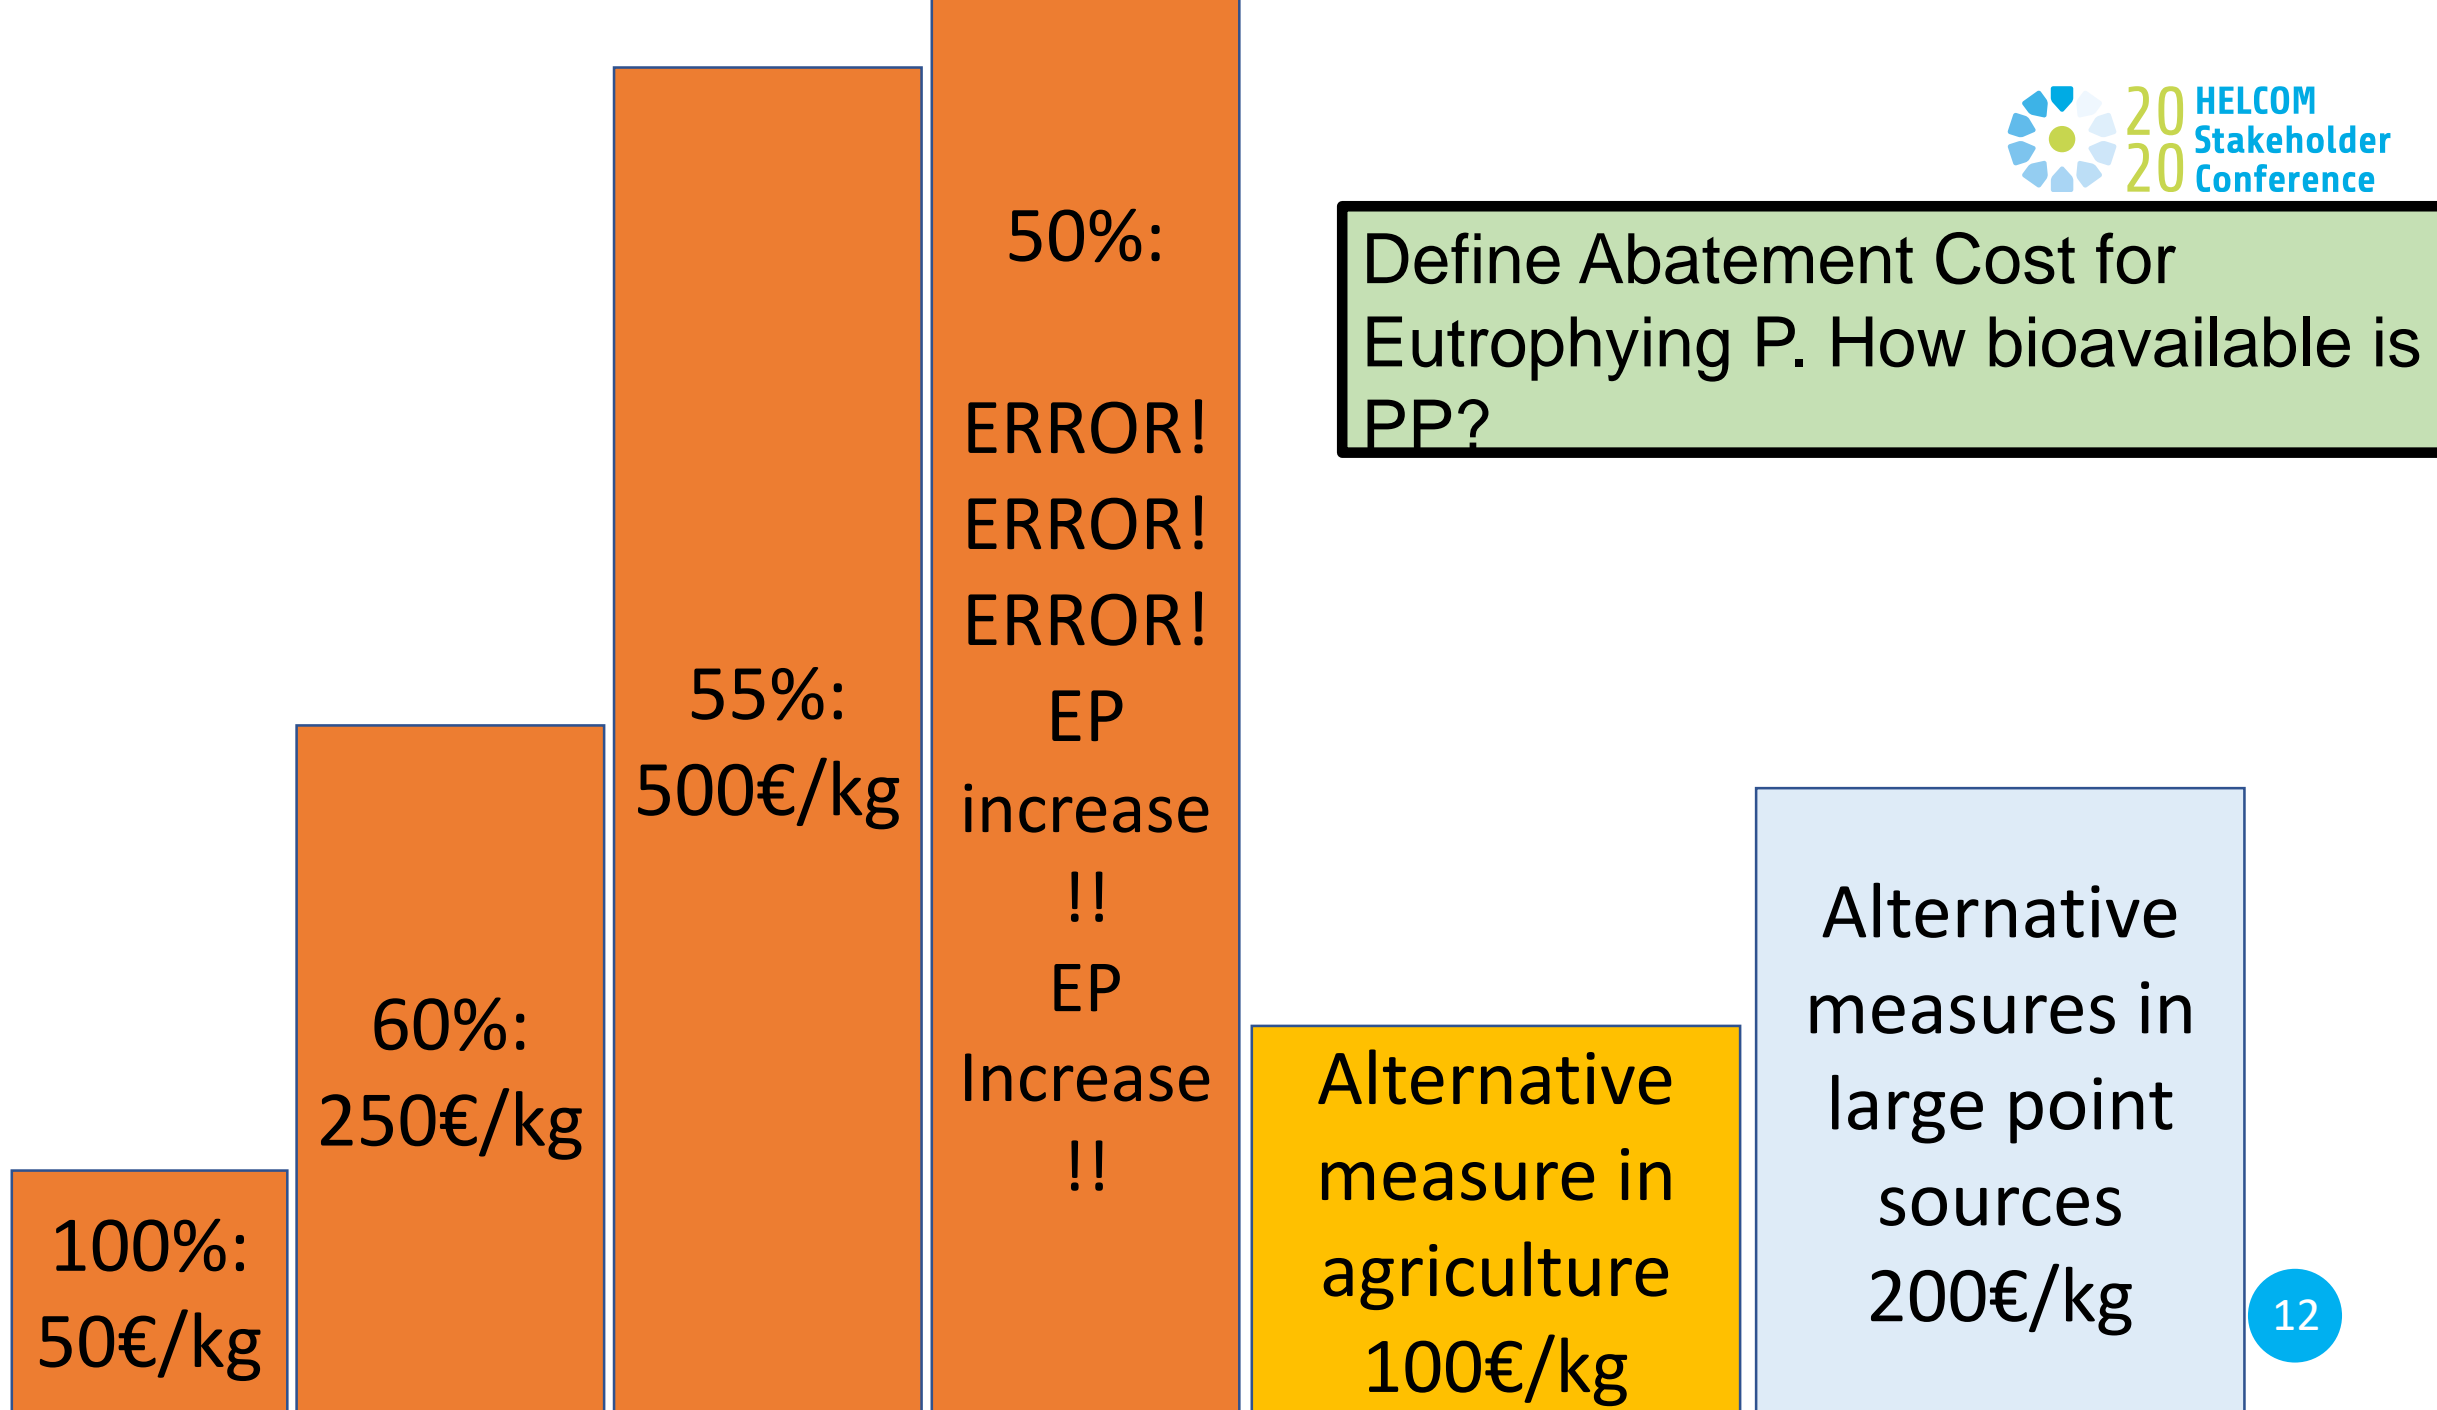 20
20
HELCOM
Stakeholder
Conference
Define Abatement Cost for
Eutrophying P. How bioavailable is
PP?
100%:
50€/kg
60%:
250€/kg
55%:
500€/kg
50%:
ERROR!
ERROR!
ERROR!
EP
increase
!!
EP
Increase
!!
Alternative
measure in
agriculture
100€/kg
Alternative
measures in
large point
sources
200€/kg
12